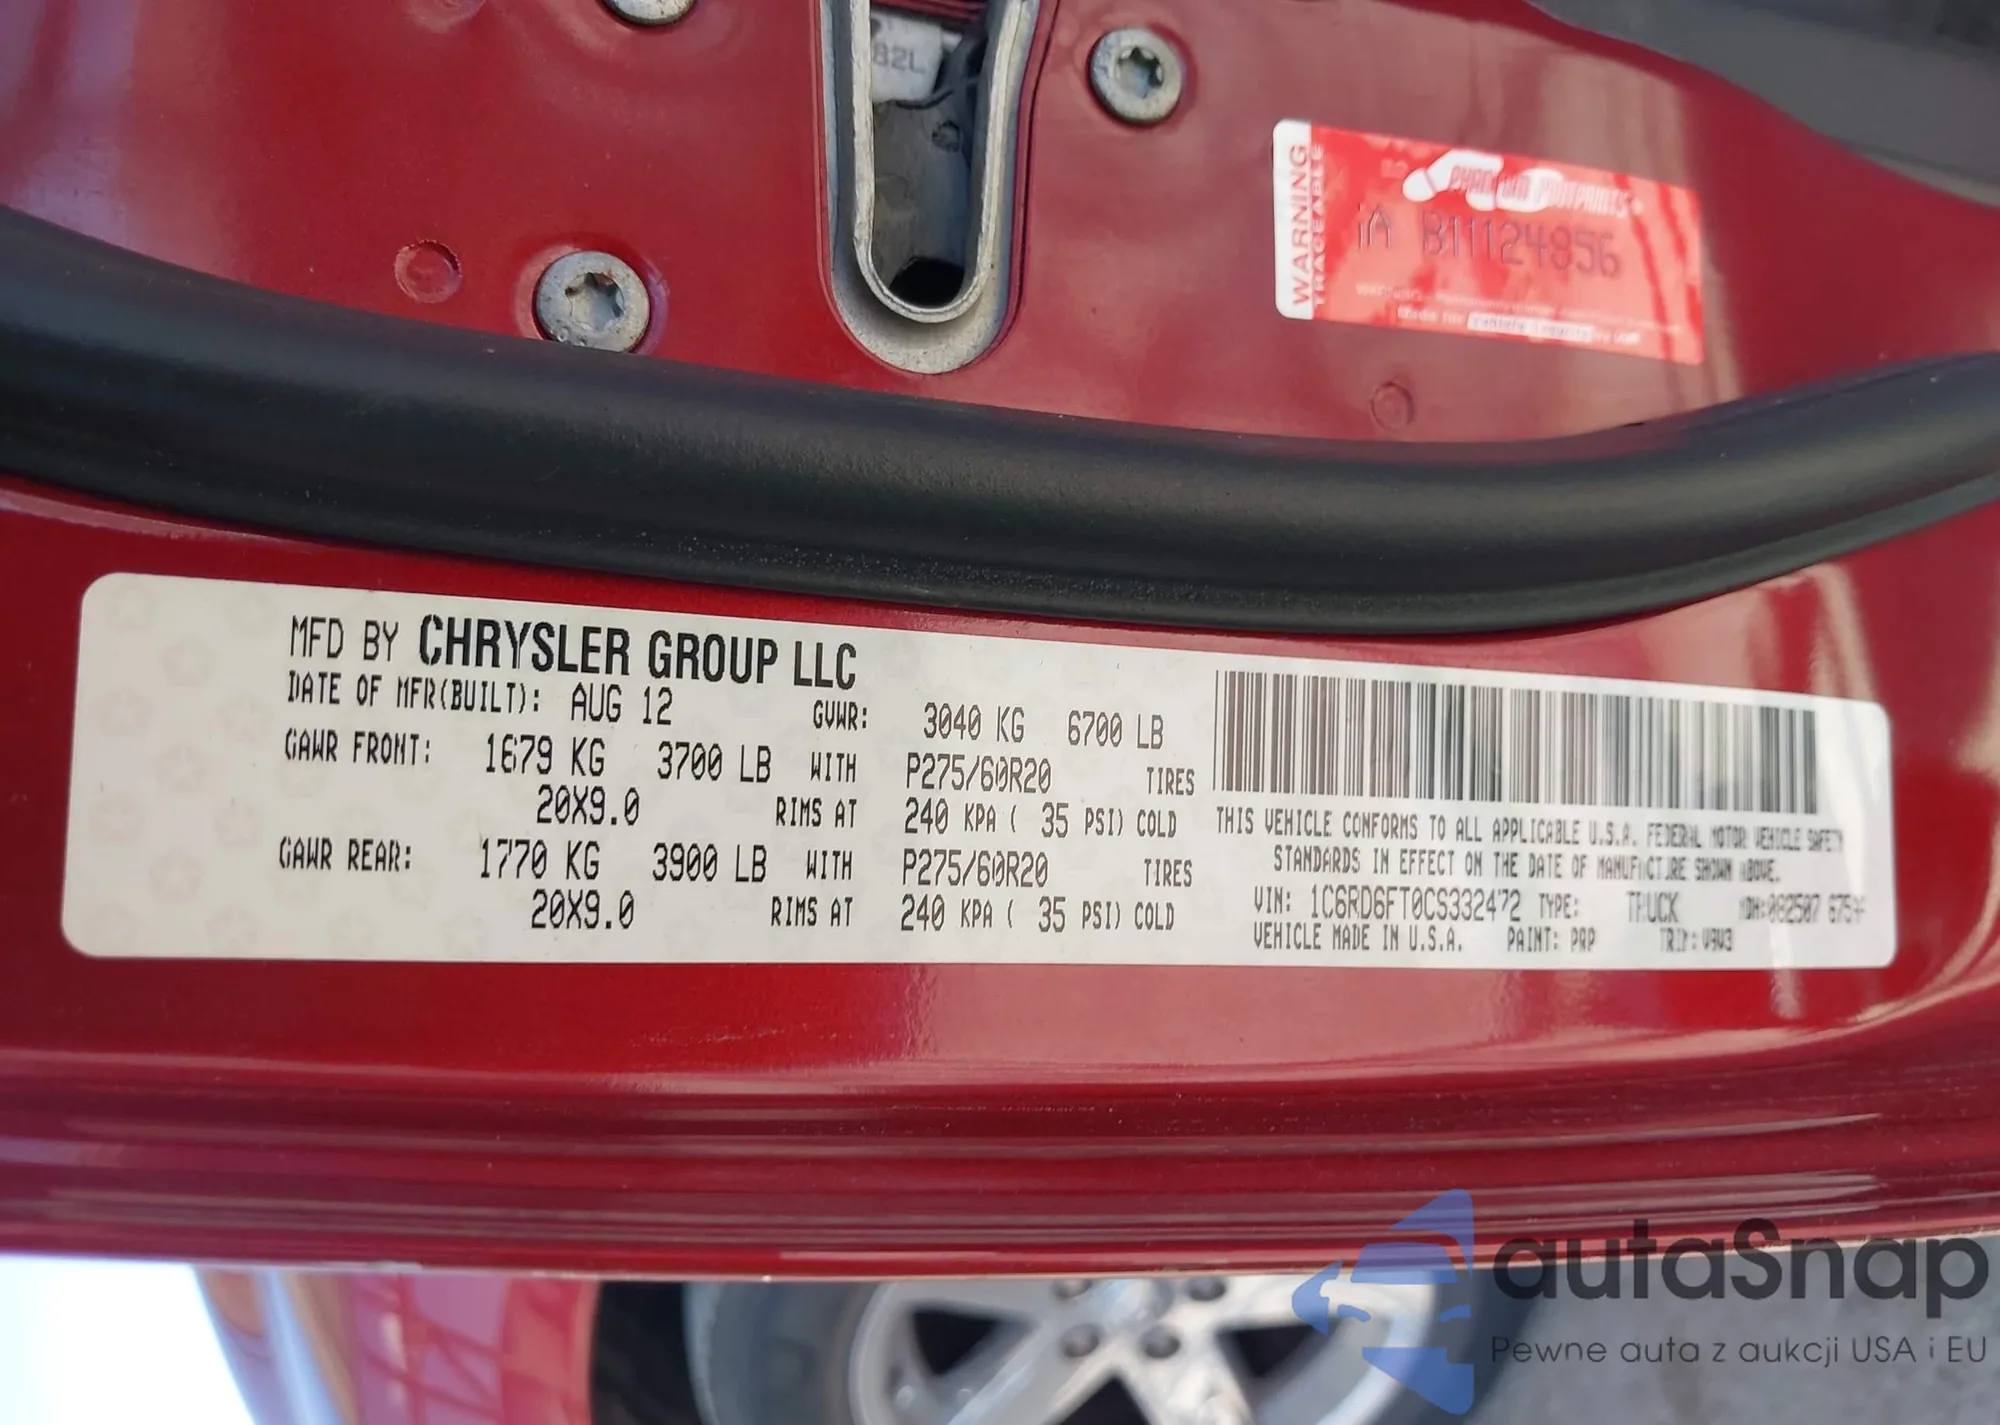 82L
WARNING
TRACEABLE
B11124856
MFD BY CHRYSLER GROUP LLC
DATE OF MFR(BUILT): AUG 12 GVWR: 3040 KG 6700 LB
GAWR FRONT: 1679 KG 3700 LB WITH P275/60R20 TIRES
20X9.0 RIMS AT 240 KPA ( 35 PSI) COLD
GAWR REAR: 1770 KG 3900 LB WITH P275/60R20 TIRES
20X9.0 RIMS AT 240 KPA ( 35 PSI) COLD
THIS VEHICLE CONFORMS TO ALL APPLICABLE U.S.A. FEDERAL MOTOR VEHICLE SAFETY
STANDARDS IN EFFECT ON THE DATE OF MANUFACTURE SHOWN ABOVE.
VIN: 1C6RD6FT0CS332472 TYPE: TRUCK
VEHICLE MADE IN U.S.A. PAINT: PRP TRIM: V9V3
autaSnap
Pewne auta z aukcji USA i EU